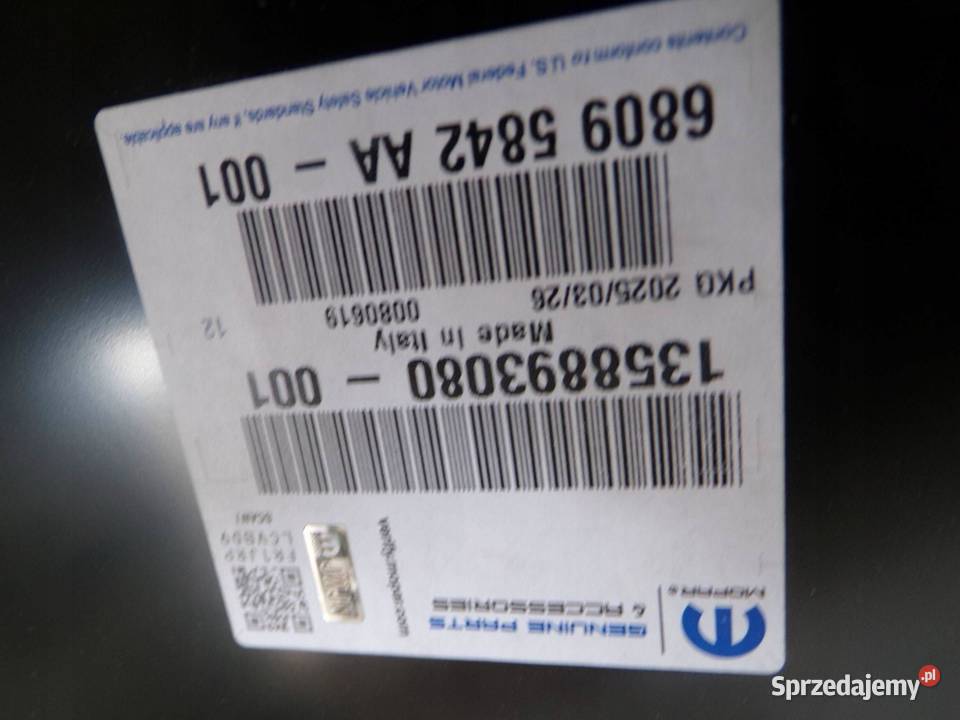 MOPAR®
GENUINE PARTS
& ACCESSORIES
verify.mopar.com
SCAN!
1358893080 - 001
Made In Italy
0080619
12
PKG 2025/03/26
6809 5842 AA - 001
Contents conform to U.S. Federal Motor Vehicle Safety Standards, if any are applicable.
Sprzedajemy.pl